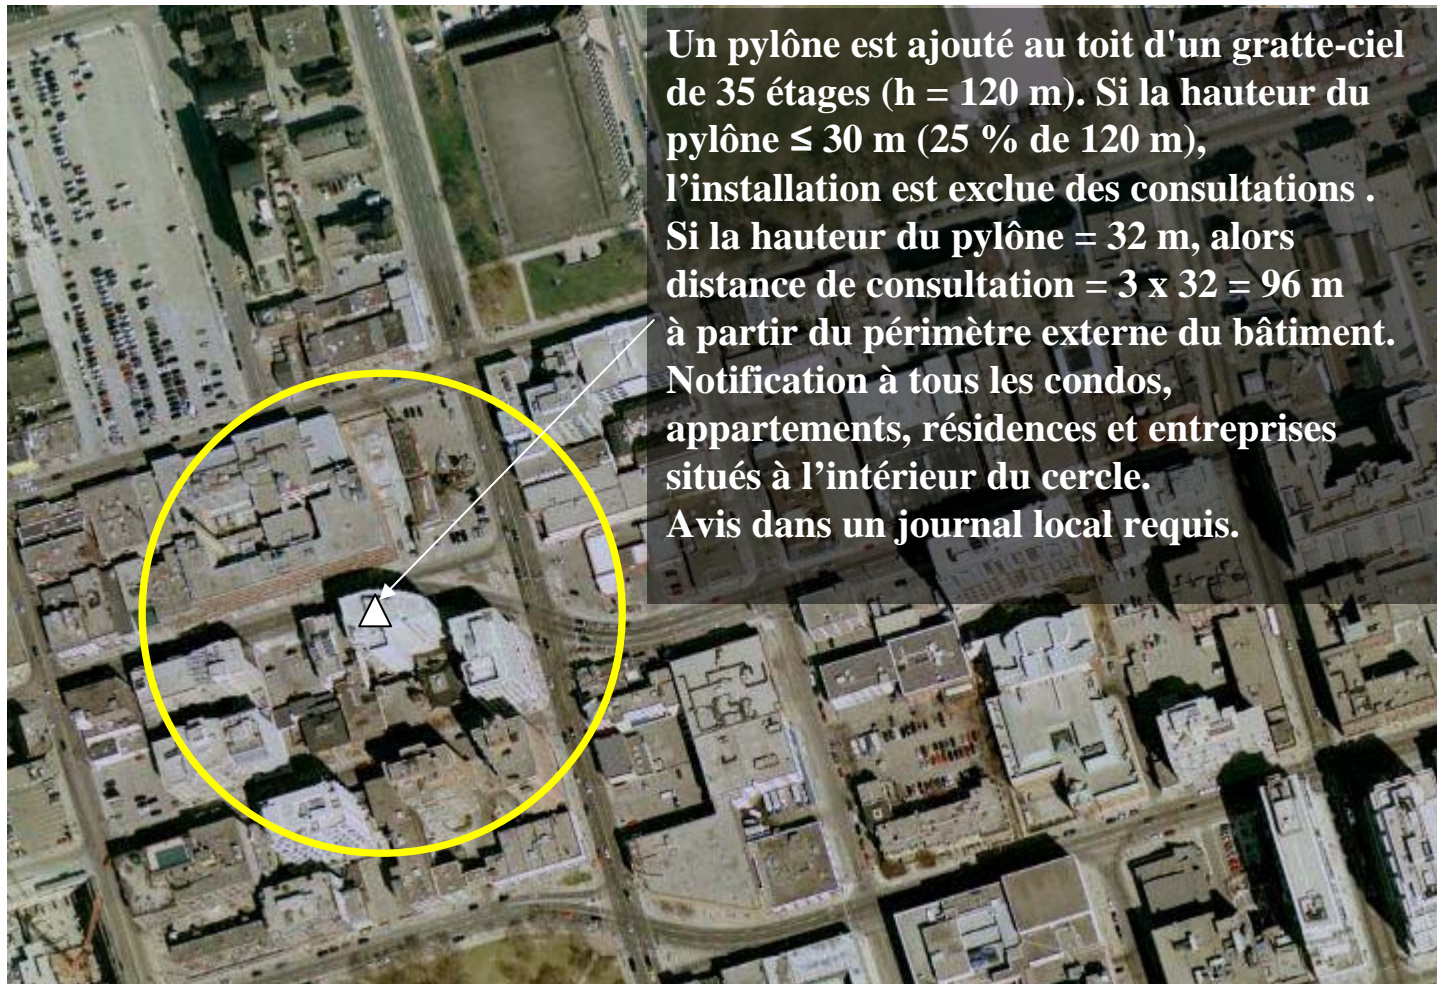 Un pylône est ajouté au toit d'un gratte-ciel
de 35 étages (h = 120 m). Si la hauteur du
pylône ≤ 30 m (25 % de 120 m),
l’installation est exclue des consultations .
Si la hauteur du pylône = 32 m, alors
distance de consultation = 3 x 32 = 96 m
à partir du périmètre externe du bâtiment.
Notification à tous les condos,
appartements, résidences et entreprises
situés à l’intérieur du cercle.
Avis dans un journal local requis.